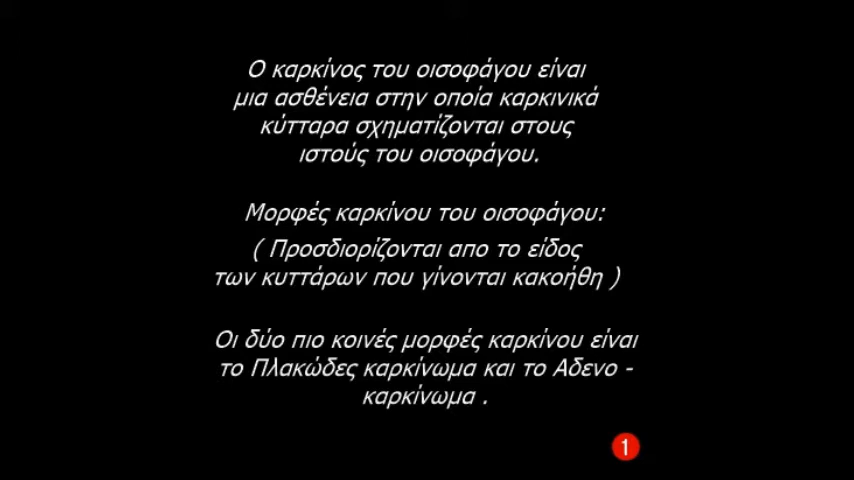 Ο καρκίνος του οισοφάγου είναι
μια ασθένεια στην οποία καρκινικά
κύτταρα σχηματίζονται στους
ιστούς του οισοφάγου.
Μορφές καρκίνου του οισοφάγου:
( Προσδιορίζονται απο το είδος
των κυττάρων που γίνονται κακοήθη )
Οι δύο πιο κοινές μορφές καρκίνου είναι
το Πλακώδες καρκίνωμα και το Αδενο -
καρκίνωμα .
1